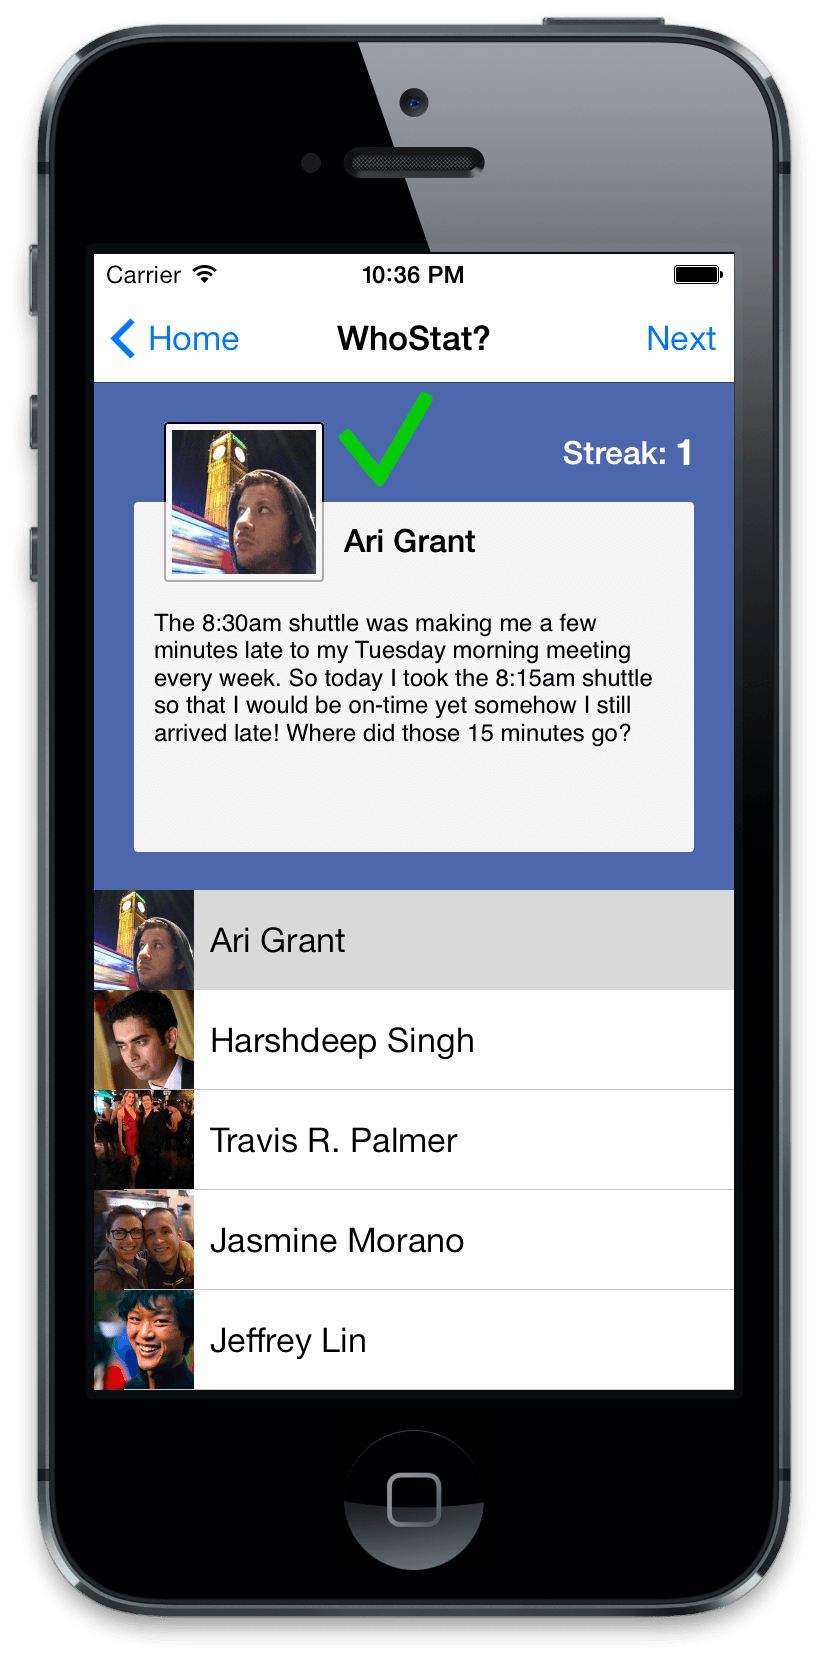 Carrier 10:36 PM
Home WhoStat? Next
Streak: 1
Ari Grant
The 8:30am shuttle was making me a few
minutes late to my Tuesday morning meeting
every week. So today I took the 8:15am shuttle
so that I would be on-time yet somehow I still
arrived late! Where did those 15 minutes go?
Ari Grant
Harshdeep Singh
Travis R. Palmer
Jasmine Morano
Jeffrey Lin